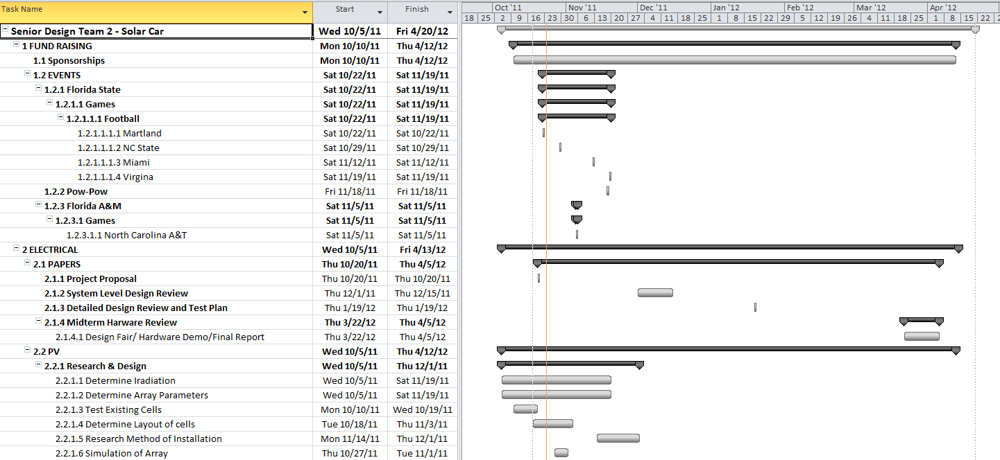 Task Name Start Finish Oct '11 Nov '11 Dec '11 Jan '12 Feb '12 Mar '12 Apr '12
18 25 2 9 16 23 30 6 13 20 27 4 11 18 25 1 8 15 22 29 5 12 19 26 4 11 18 25 1 8 15 22
Senior Design Team 2 - Solar Car Wed 10/5/11 Fri 4/20/12
1 FUND RAISING Mon 10/10/11 Thu 4/12/12
1.1 Sponsorships Mon 10/10/11 Thu 4/12/12
1.2 EVENTS Sat 10/22/11 Sat 11/19/11
1.2.1 Florida State Sat 10/22/11 Sat 11/19/11
1.2.1.1 Games Sat 10/22/11 Sat 11/19/11
1.2.1.1.1 Football Sat 10/22/11 Sat 11/19/11
1.2.1.1.1.1 Martland Sat 10/22/11 Sat 10/22/11
1.2.1.1.1.2 NC State Sat 10/29/11 Sat 10/29/11
1.2.1.1.1.3 Miami Sat 11/12/11 Sat 11/12/11
1.2.1.1.1.4 Virgina Sat 11/19/11 Sat 11/19/11
1.2.2 Pow-Pow Fri 11/18/11 Fri 11/18/11
1.2.3 Florida A&M Sat 11/5/11 Sat 11/5/11
1.2.3.1 Games Sat 11/5/11 Sat 11/5/11
1.2.3.1.1 North Carolina A&T Sat 11/5/11 Sat 11/5/11
2 ELECTRICAL Wed 10/5/11 Fri 4/13/12
2.1 PAPERS Thu 10/20/11 Thu 4/5/12
2.1.1 Project Proposal Thu 10/20/11 Thu 10/20/11
2.1.2 System Level Design Review Thu 12/1/11 Thu 12/15/11
2.1.3 Detailed Design Review and Test Plan Thu 1/19/12 Thu 1/19/12
2.1.4 Midterm Harware Review Thu 3/22/12 Thu 4/5/12
2.1.4.1 Design Fair/ Hardware Demo/Final Report Thu 3/22/12 Thu 4/5/12
2.2 PV Wed 10/5/11 Thu 4/12/12
2.2.1 Research & Design Wed 10/5/11 Thu 12/1/11
2.2.1.1 Determine Iradiation Wed 10/5/11 Sat 11/19/11
2.2.1.2 Determine Array Parameters Wed 10/5/11 Sat 11/19/11
2.2.1.3 Test Existing Cells Mon 10/10/11 Wed 10/19/11
2.2.1.4 Determine Layout of cells Tue 10/18/11 Thu 11/3/11
2.2.1.5 Research Method of Installation Mon 11/14/11 Thu 12/1/11
2.2.1.6 Simulation of Array Thu 10/27/11 Tue 11/1/11